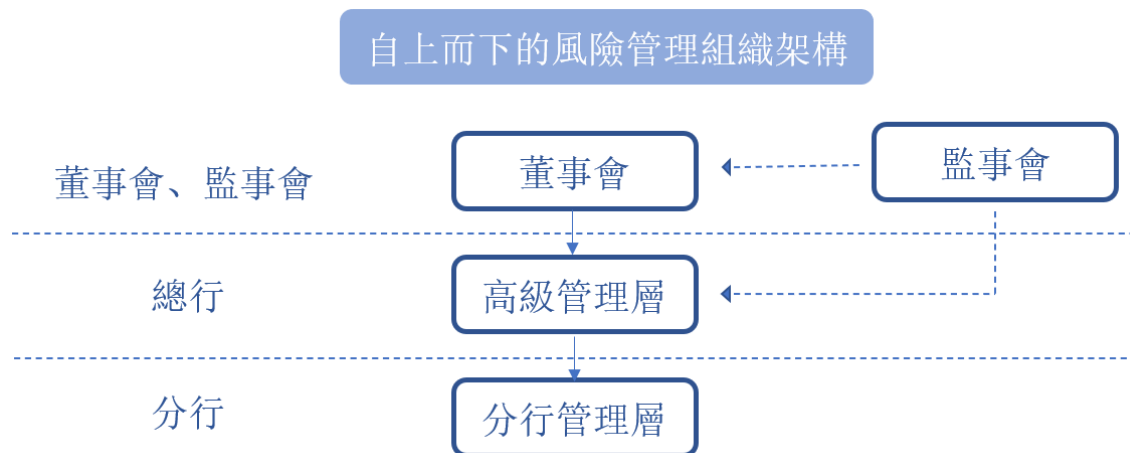 自上而下的風險管理組織架構
董事會、監事會
董事會
監事會
總行
高級管理層
分行
分行管理層